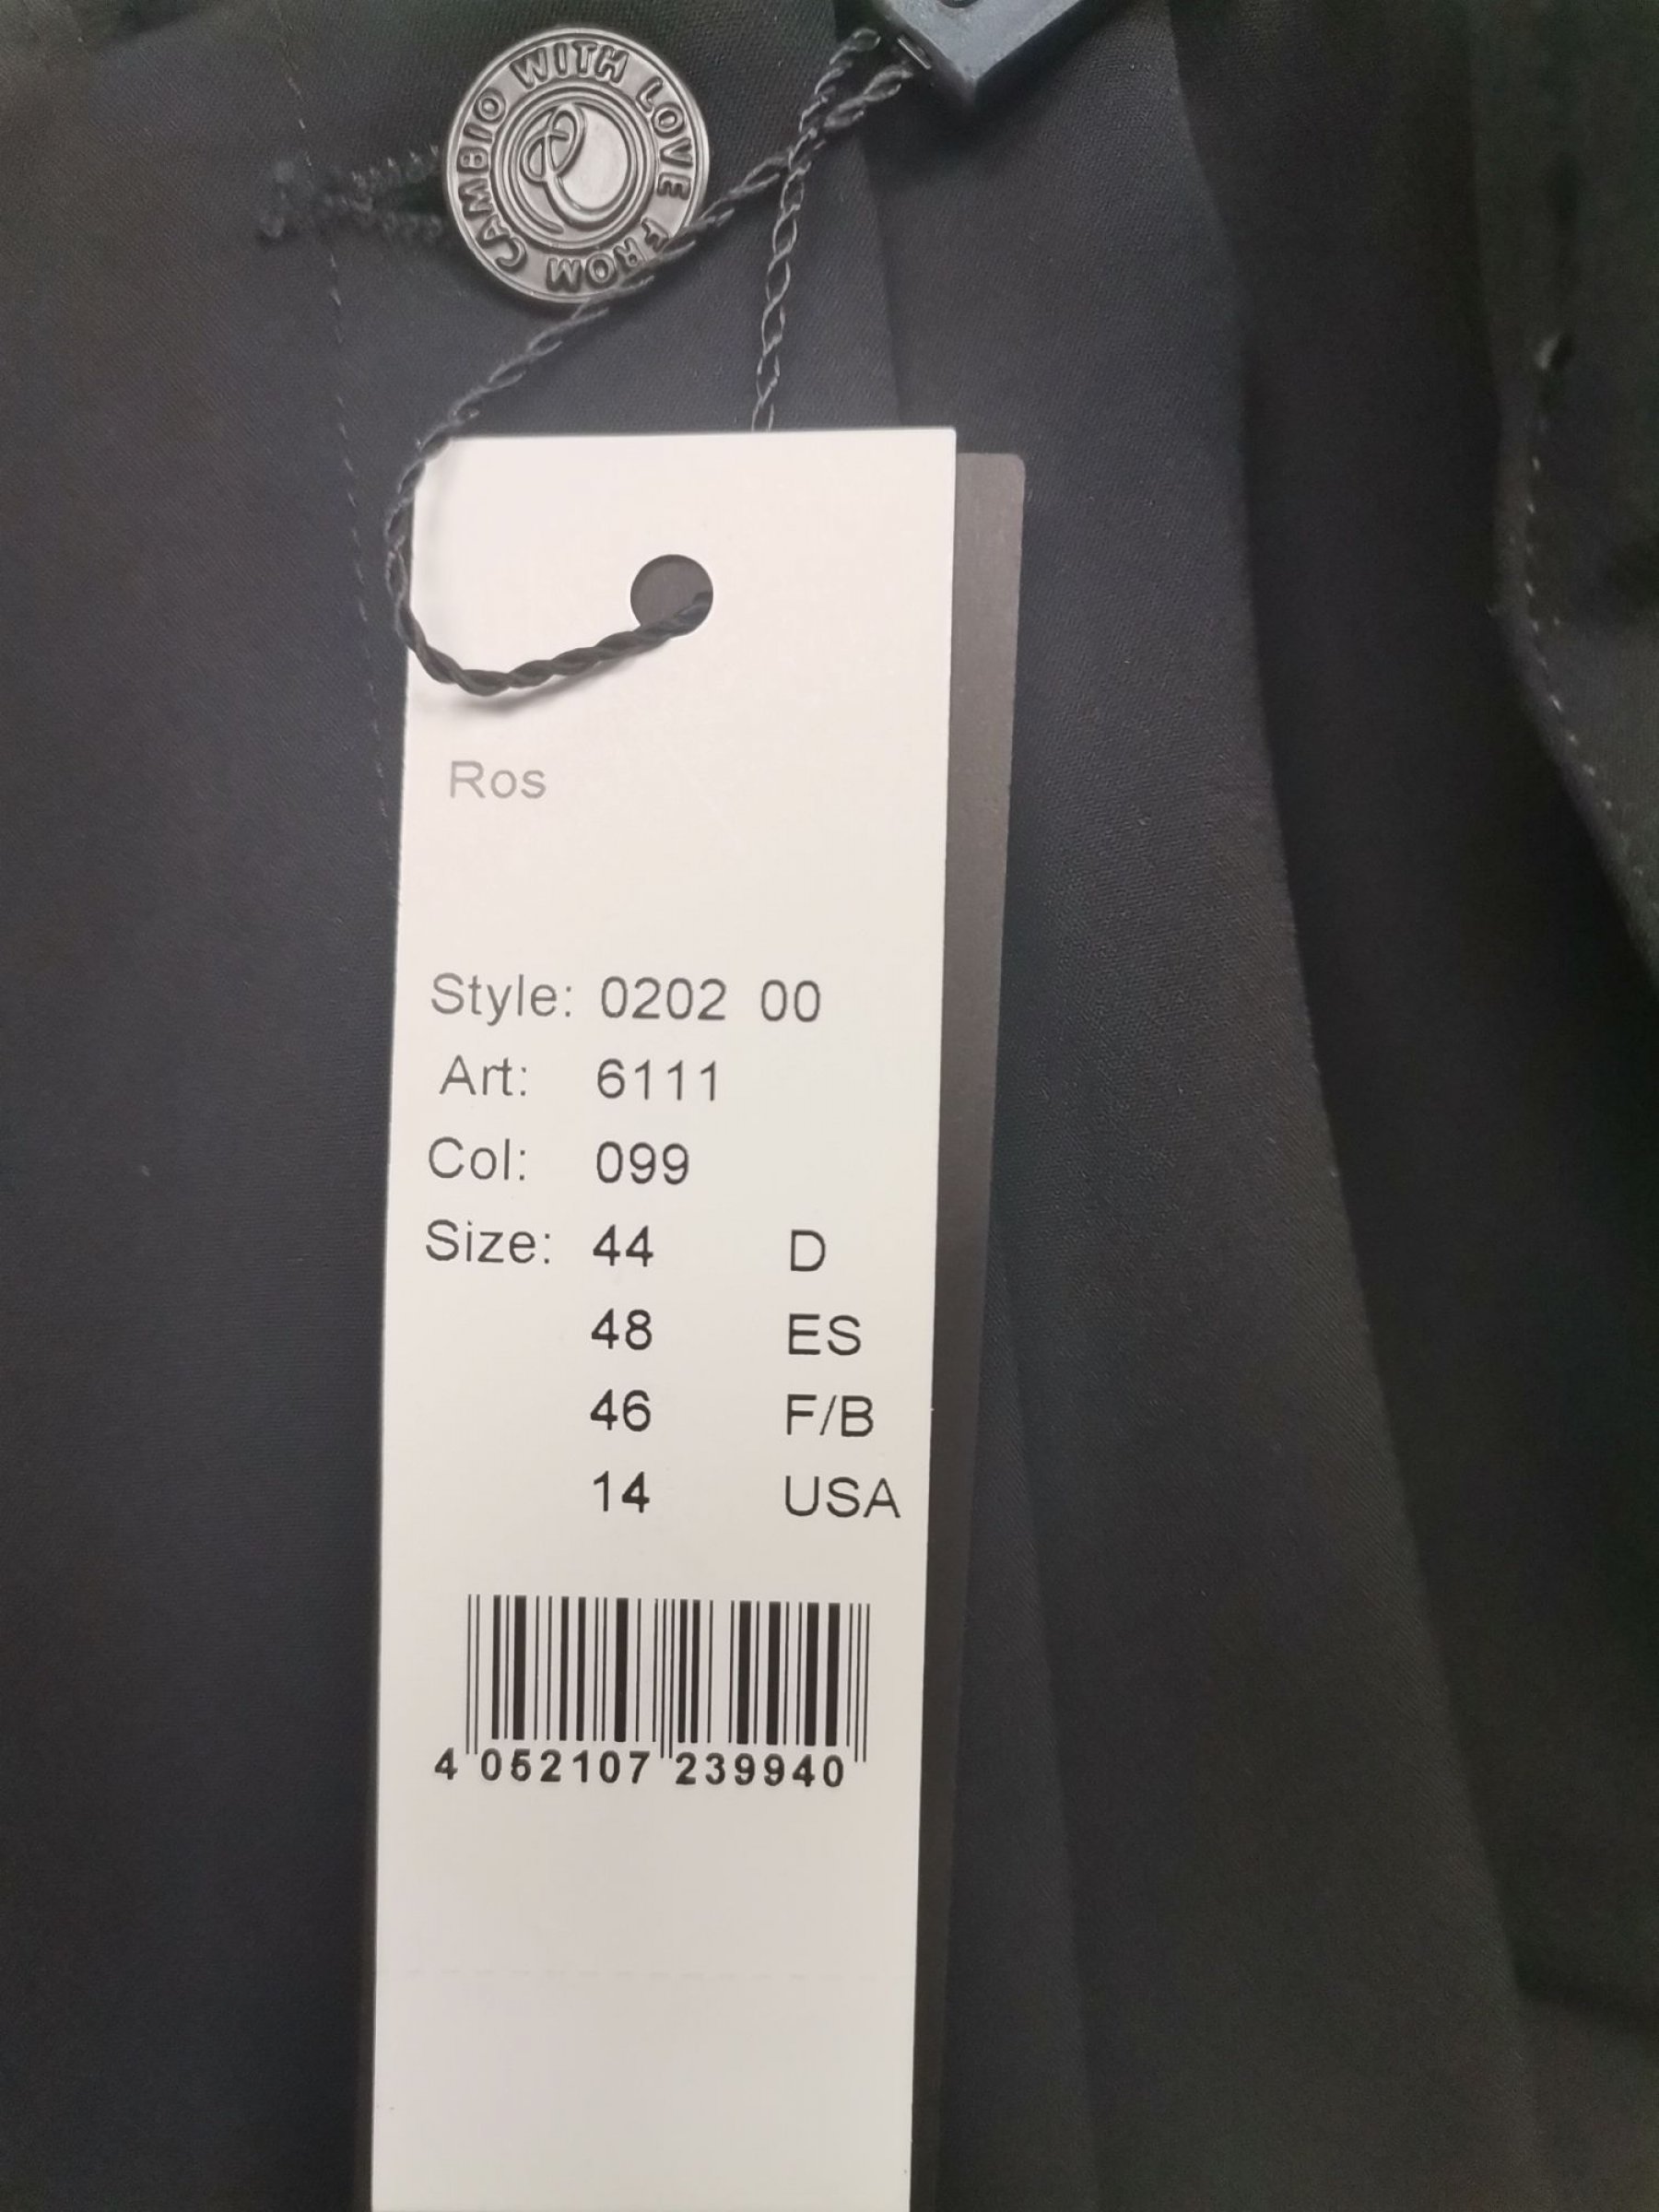 WITH LOVE FROM CAMBIO
Ros
Style: 0202 00
Art: 6111
Col: 099
Size: 44 D
48 ES
46 F/B
14 USA
4 052107 239940